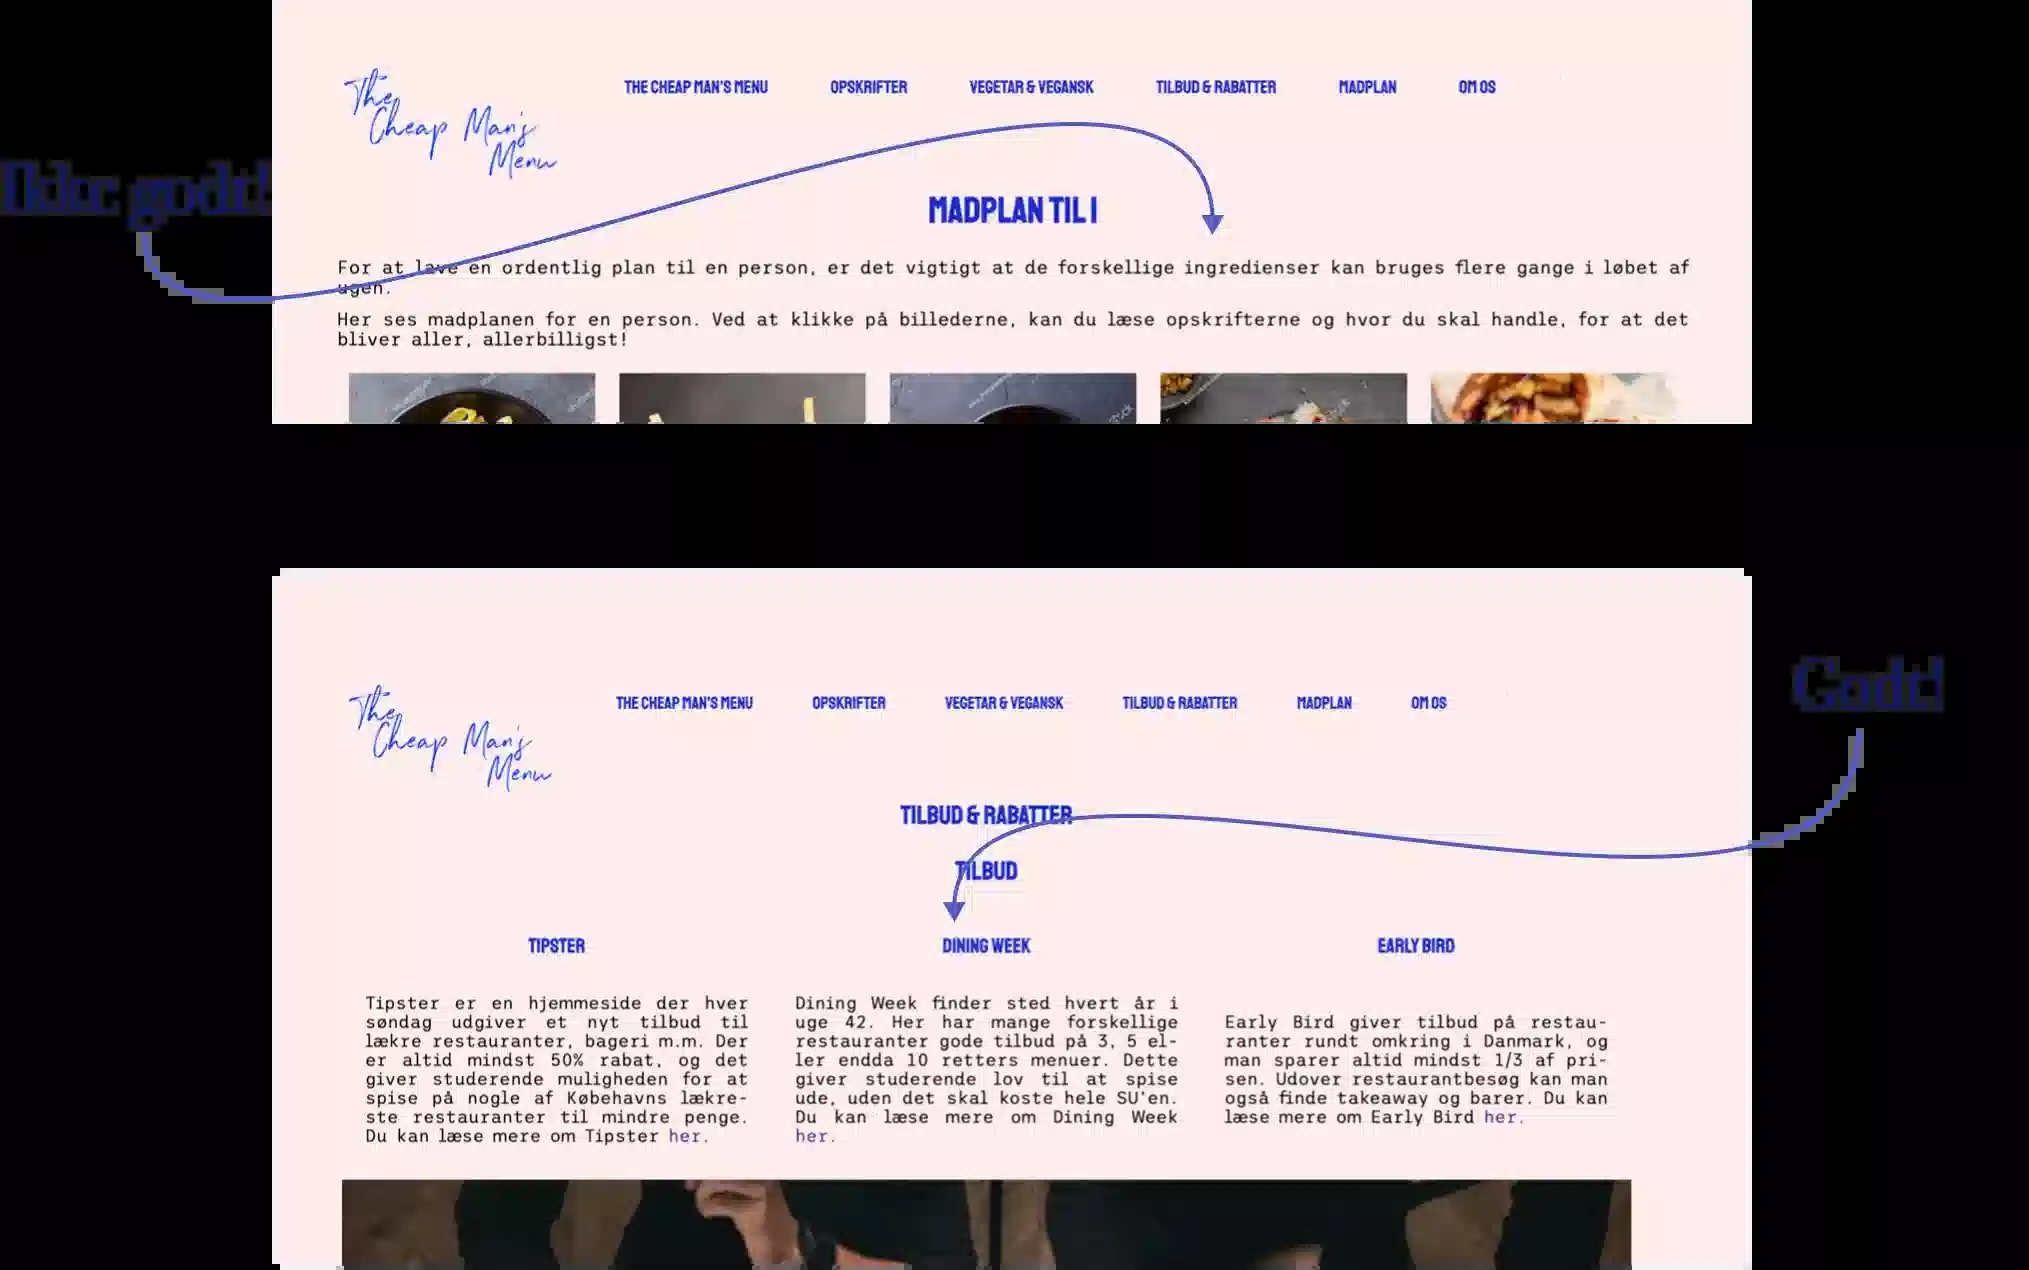 The
Cheap Man's
Menu
THE CHEAP MAN'S MENU OPSKRIFTER VEGETAR & VEGANSK TILBUD & RABATTER MADPLAN OM OS
Ikke godt!
MADPLAN TIL 1
For at lave en ordentlig plan til en person, er det vigtigt at de forskellige ingredienser kan bruges flere gange i løbet af
ugen.
Her ses madplanen for en person. Ved at klikke på billederne, kan du læse opskrifterne og hvor du skal handle, for at det
bliver aller, allerbilligst!
Godt!
The
Cheap Man's
Menu
THE CHEAP MAN'S MENU OPSKRIFTER VEGETAR & VEGANSK TILBUD & RABATTER MADPLAN OM OS
TILBUD & RABATTER
TILBUD
TIPSTER
Tipster er en hjemmeside der hver
søndag udgiver et nyt tilbud til
lækre restauranter, bageri m.m. Der
er altid mindst 50% rabat, og det
giver studerende muligheden for at
spise på nogle af Købehavns lækre-
ste restauranter til mindre penge.
Du kan læse mere om Tipster her.
DINING WEEK
Dining Week finder sted hvert år i
uge 42. Her har mange forskellige
restauranter gode tilbud på 3, 5 el-
ler endda 10 retters menuer. Dette
giver studerende lov til at spise
ude, uden det skal koste hele SU'en.
Du kan læse mere om Dining Week
her.
EARLY BIRD
Early Bird giver tilbud på restau-
ranter rundt omkring i Danmark, og
man sparer altid mindst 1/3 af pri-
sen. Udover restaurantbesøg kan man
også finde takeaway og barer. Du kan
læse mere om Early Bird her.